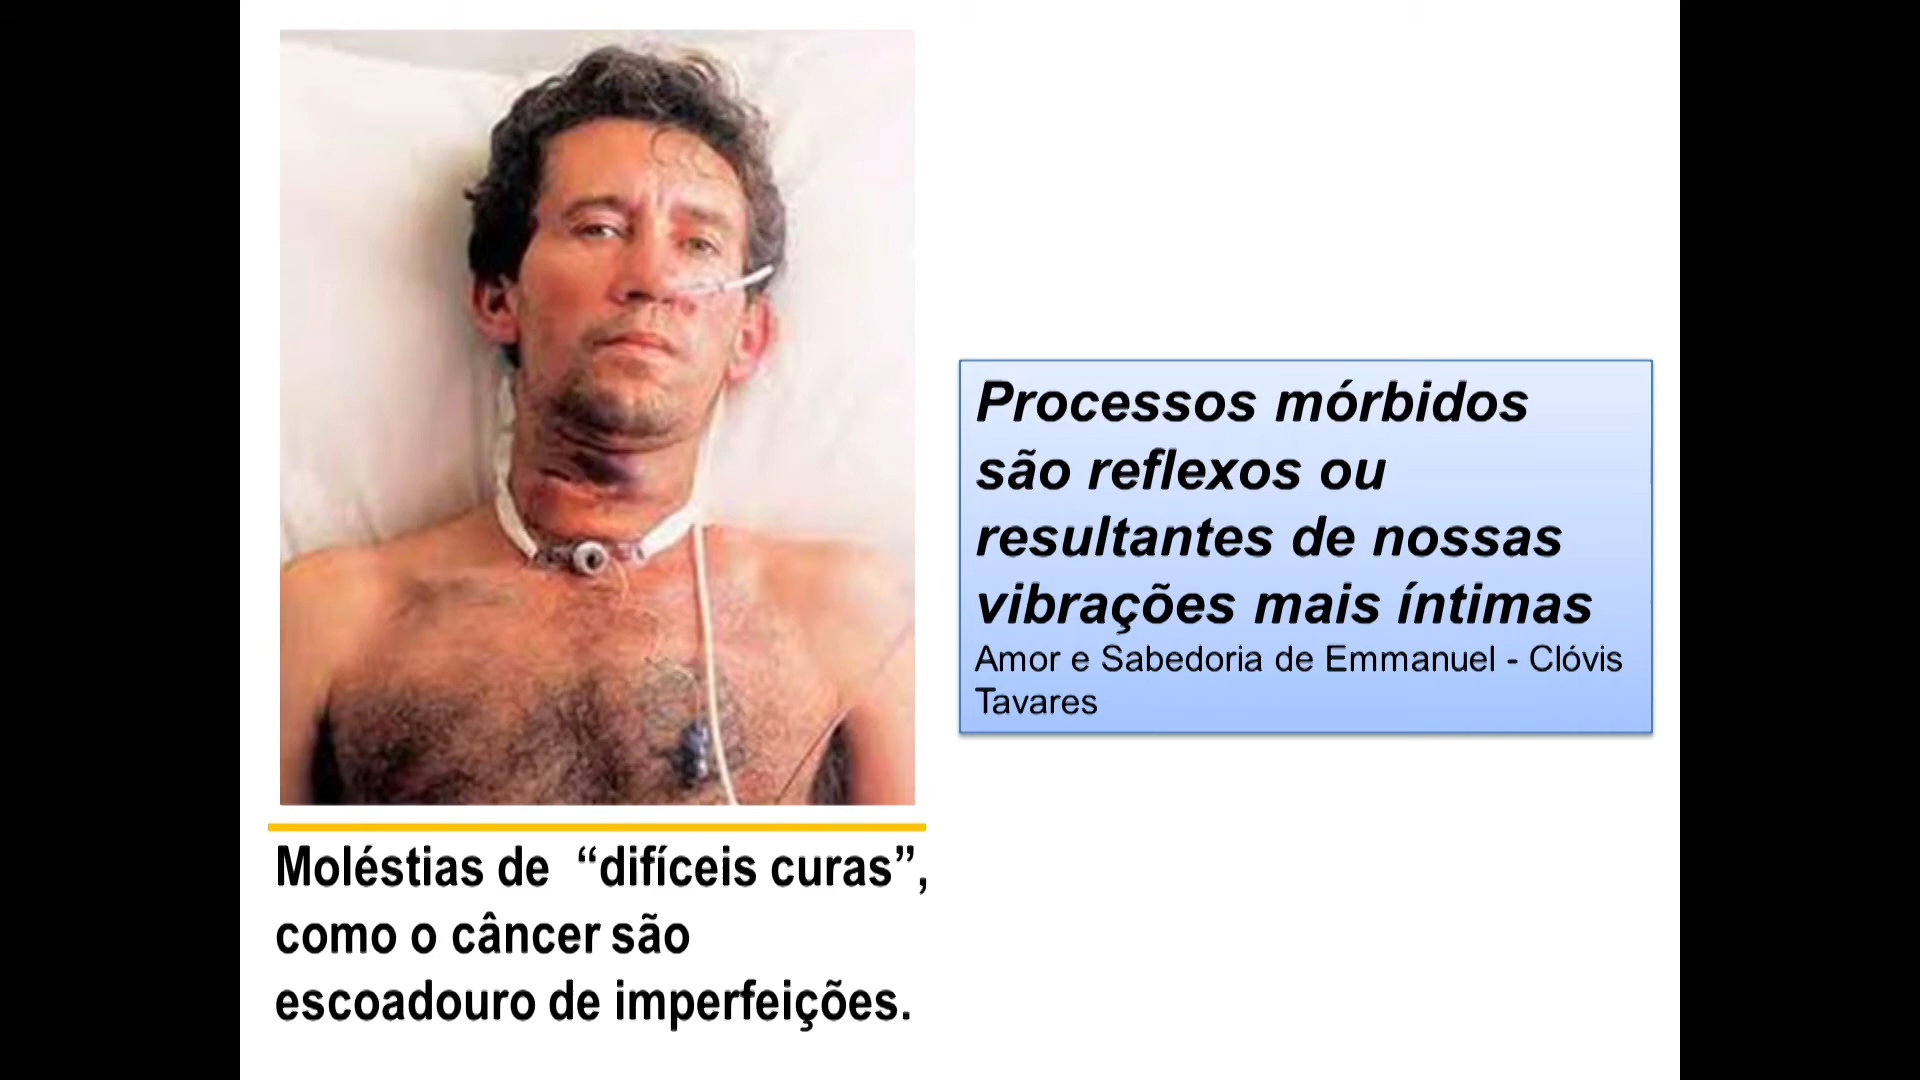 Processos mórbidos
são reflexos ou
resultantes de nossas
vibrações mais íntimas
Amor e Sabedoria de Emmanuel - Clóvis
Tavares
Moléstias de “difíceis curas”,
como o câncer são
escoadouro de imperfeições.